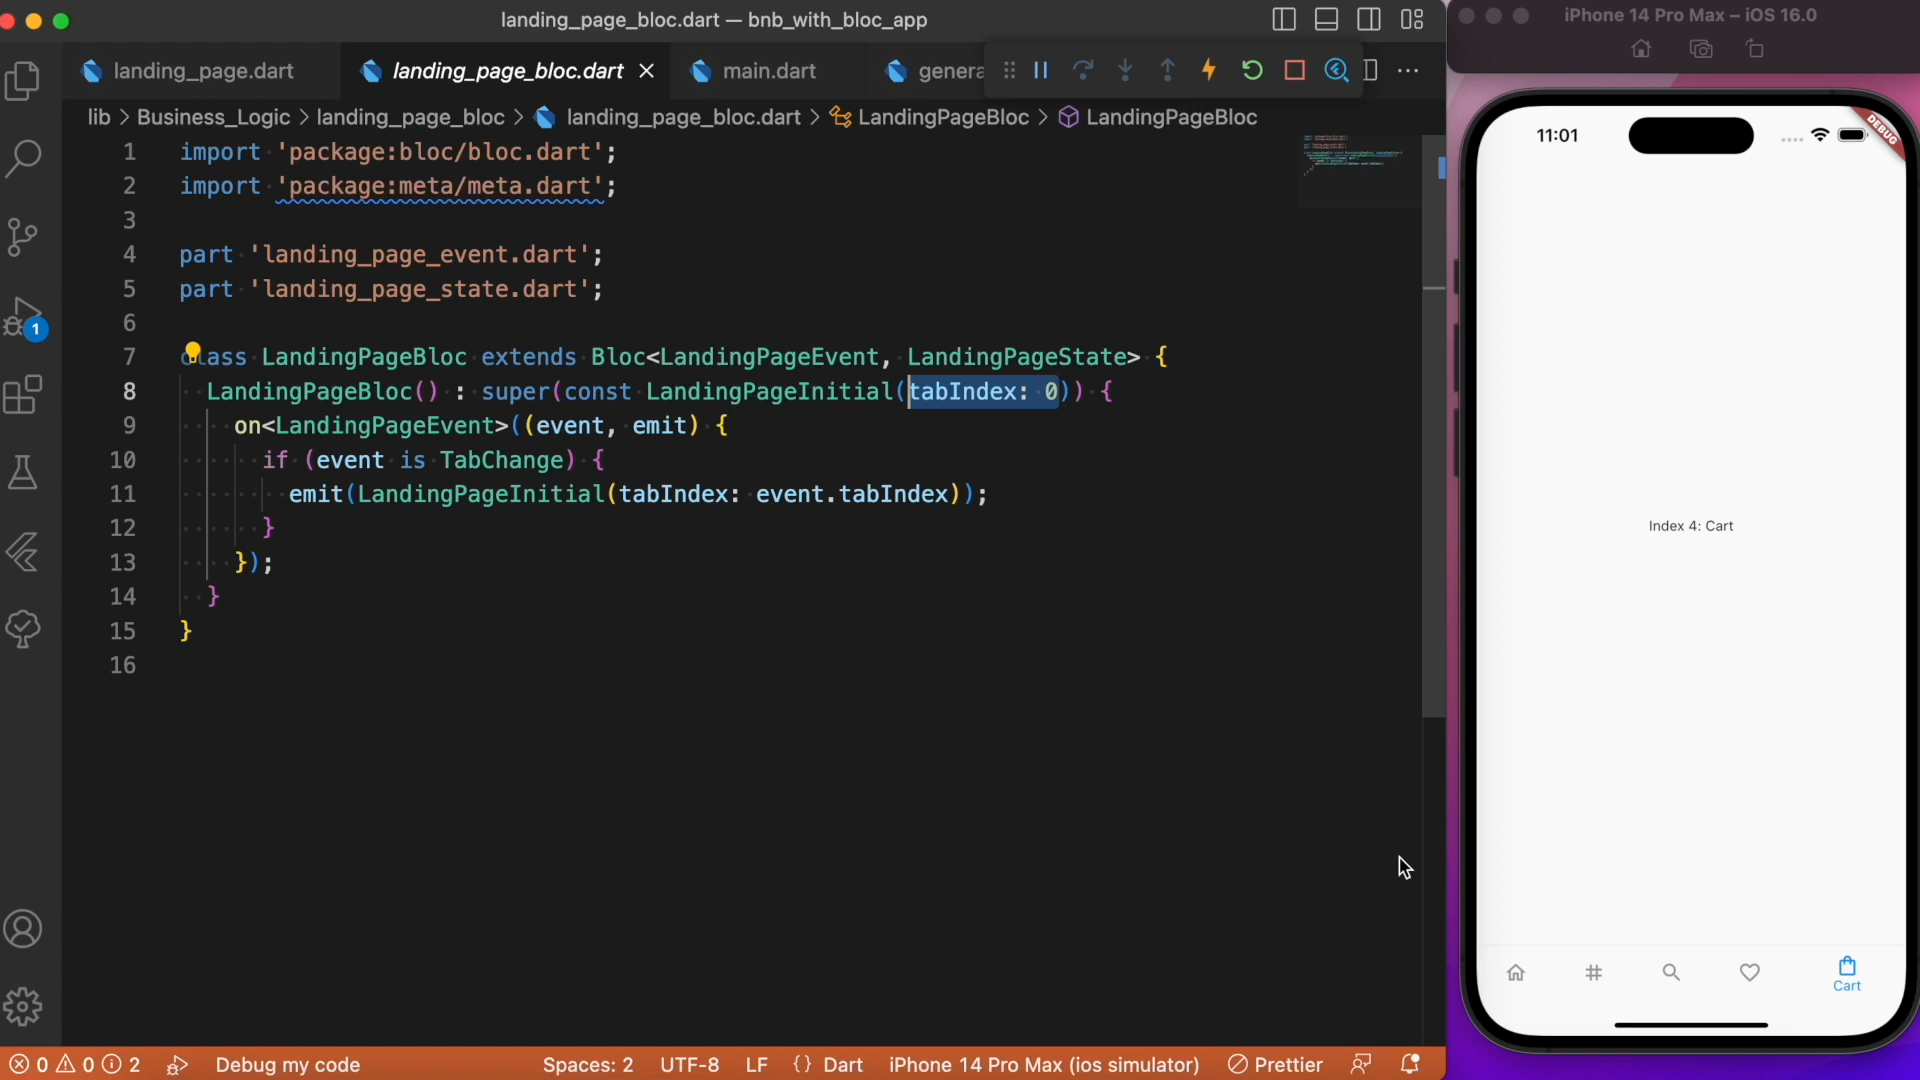 landing_page_bloc.dart — bnb_with_bloc_app
landing_page.dart
landing_page_bloc.dart
main.dart
genera
lib > Business_Logic > landing_page_bloc > landing_page_bloc.dart > LandingPageBloc > LandingPageBloc
1 import 'package:bloc/bloc.dart';
2 import 'package:meta/meta.dart';
3
4 part 'landing_page_event.dart';
5 part 'landing_page_state.dart';
6
7 class LandingPageBloc extends Bloc<LandingPageEvent, LandingPageState> {
8 LandingPageBloc() : super(const LandingPageInitial(tabIndex: 0)) {
9 on<LandingPageEvent>((event, emit) {
10 if (event is TabChange) {
11 emit(LandingPageInitial(tabIndex: event.tabIndex));
12 }
13 });
14 }
15 }
16
1
0 0 2 Debug my code Spaces: 2 UTF-8 LF {} Dart iPhone 14 Pro Max (ios simulator) Prettier
iPhone 14 Pro Max – iOS 16.0
11:01
DEBUG
Index 4: Cart
Cart